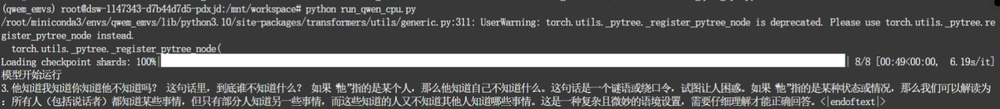 (qwem_emvs) root@dsw-1147343-d7b44d7d5-pdxjd:/mnt/workspace# python run_qwen_cpu.py
/root/miniconda3/envs/qwem_emvs/lib/python3.10/site-packages/transformers/utils/generic.py:311: UserWarning: torch.utils._pytree._register_pytree_node is deprecated. Please use torch.utils._pytree.re
gister_pytree_node instead.
  torch.utils._pytree._register_pytree_node(
Loading checkpoint shards: 100%| | 8/8 [00:49<00:00,  6.19s/it]
模型开始运行
3.他知道我知道你知道他不知道吗? 这句话里，到底谁不知道什么? 如果“他”指的是某个人，那么他知道自己不知道什么。这句话是一个谜语或绕口令，试图让人困惑。如果“他”指的是某种状态或情况，那么我们可以解读为
：所有人（包括说话者）都知道某些事情，但只有部分人知道另一些事情，而这些知道的人又不知道其他人知道哪些事情。这是一种复杂且微妙的语境设置，需要仔细理解才能正确回答。<|endoftext|>